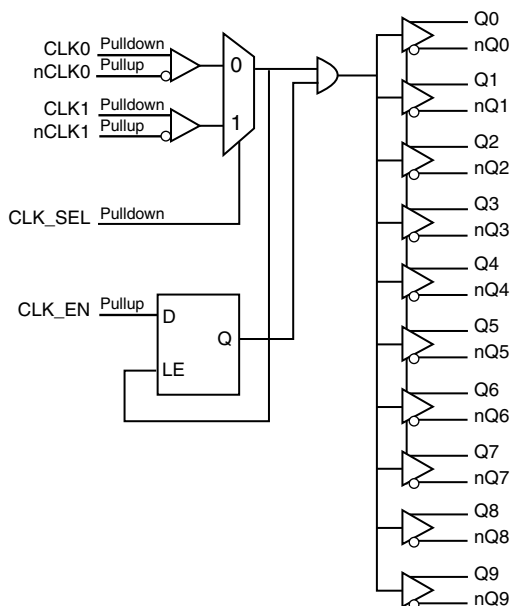 CLK0 Pulldown
nCLK0 Pullup
CLK1 Pulldown
nCLK1 Pullup
0
1
CLK_SEL Pulldown
CLK_EN Pullup
D
Q
LE
Q0
nQ0
Q1
nQ1
Q2
nQ2
Q3
nQ3
Q4
nQ4
Q5
nQ5
Q6
nQ6
Q7
nQ7
Q8
nQ8
Q9
nQ9